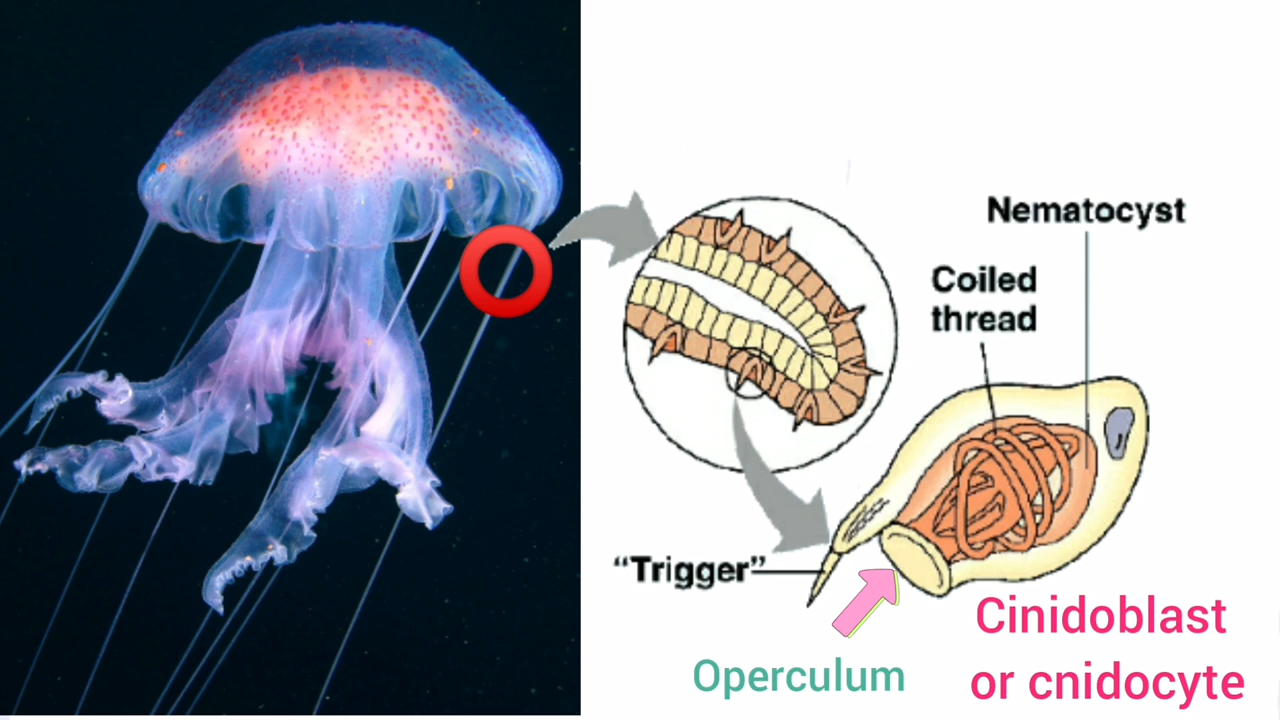 Nematocyst
Coiled
thread
“Trigger”
Operculum
Cinidoblast
or cnidocyte